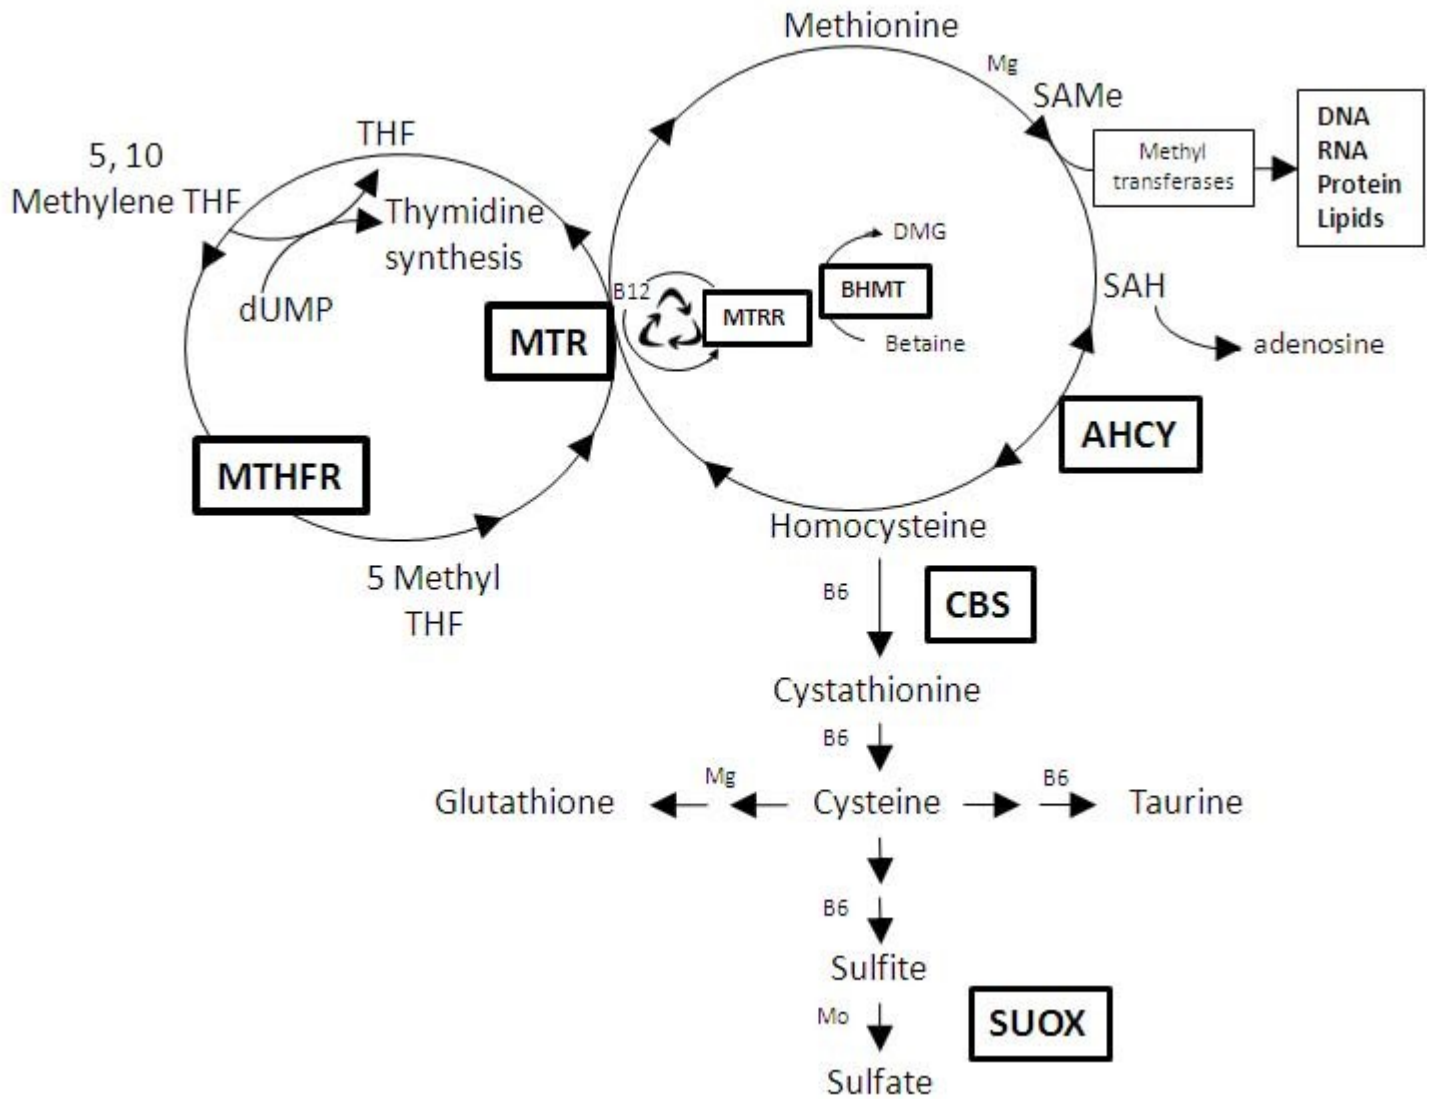 Methionine
Mg
SAMe
DNA
RNA
Protein
Lipids
Methyl
transferases
THF
5, 10
Methylene THF
Thymidine
synthesis
dUMP
DMG
B12
BHMT
MTRR
Betaine
SAH
adenosine
MTR
AHCY
MTHFR
Homocysteine
5 Methyl
THF
B6
CBS
Cystathionine
B6
Glutathione
Mg
Cysteine
B6
Taurine
B6
Sulfite
Mo
SUOX
Sulfate